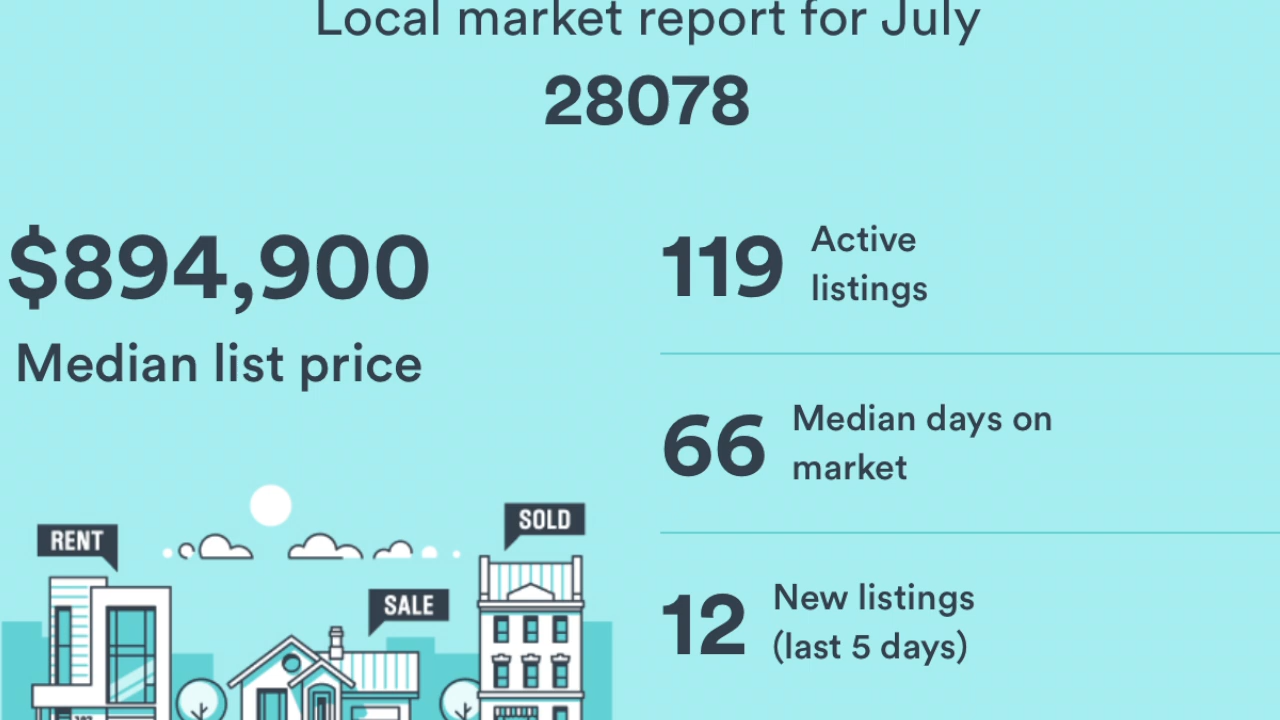 Local market report for July
28078
$894,900
Median list price
119
Active
listings
66
Median days on
market
12
New listings
(last 5 days)
RENT
SALE
SOLD